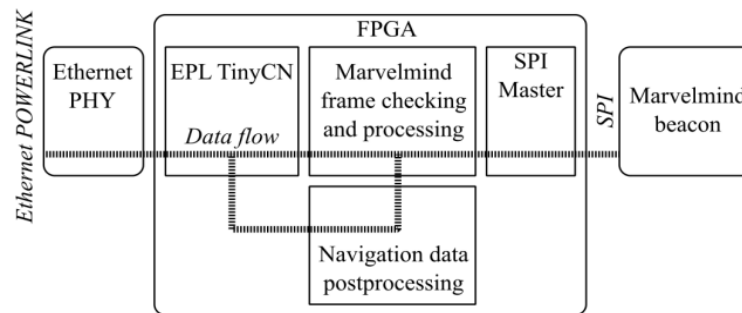 Ethernet POWERLINK
Ethernet
PHY
FPGA
EPL TinyCN
Data flow
Marvelmind
frame checking
and processing
SPI
Master
Navigation data
postprocessing
SPI
Marvelmind
beacon